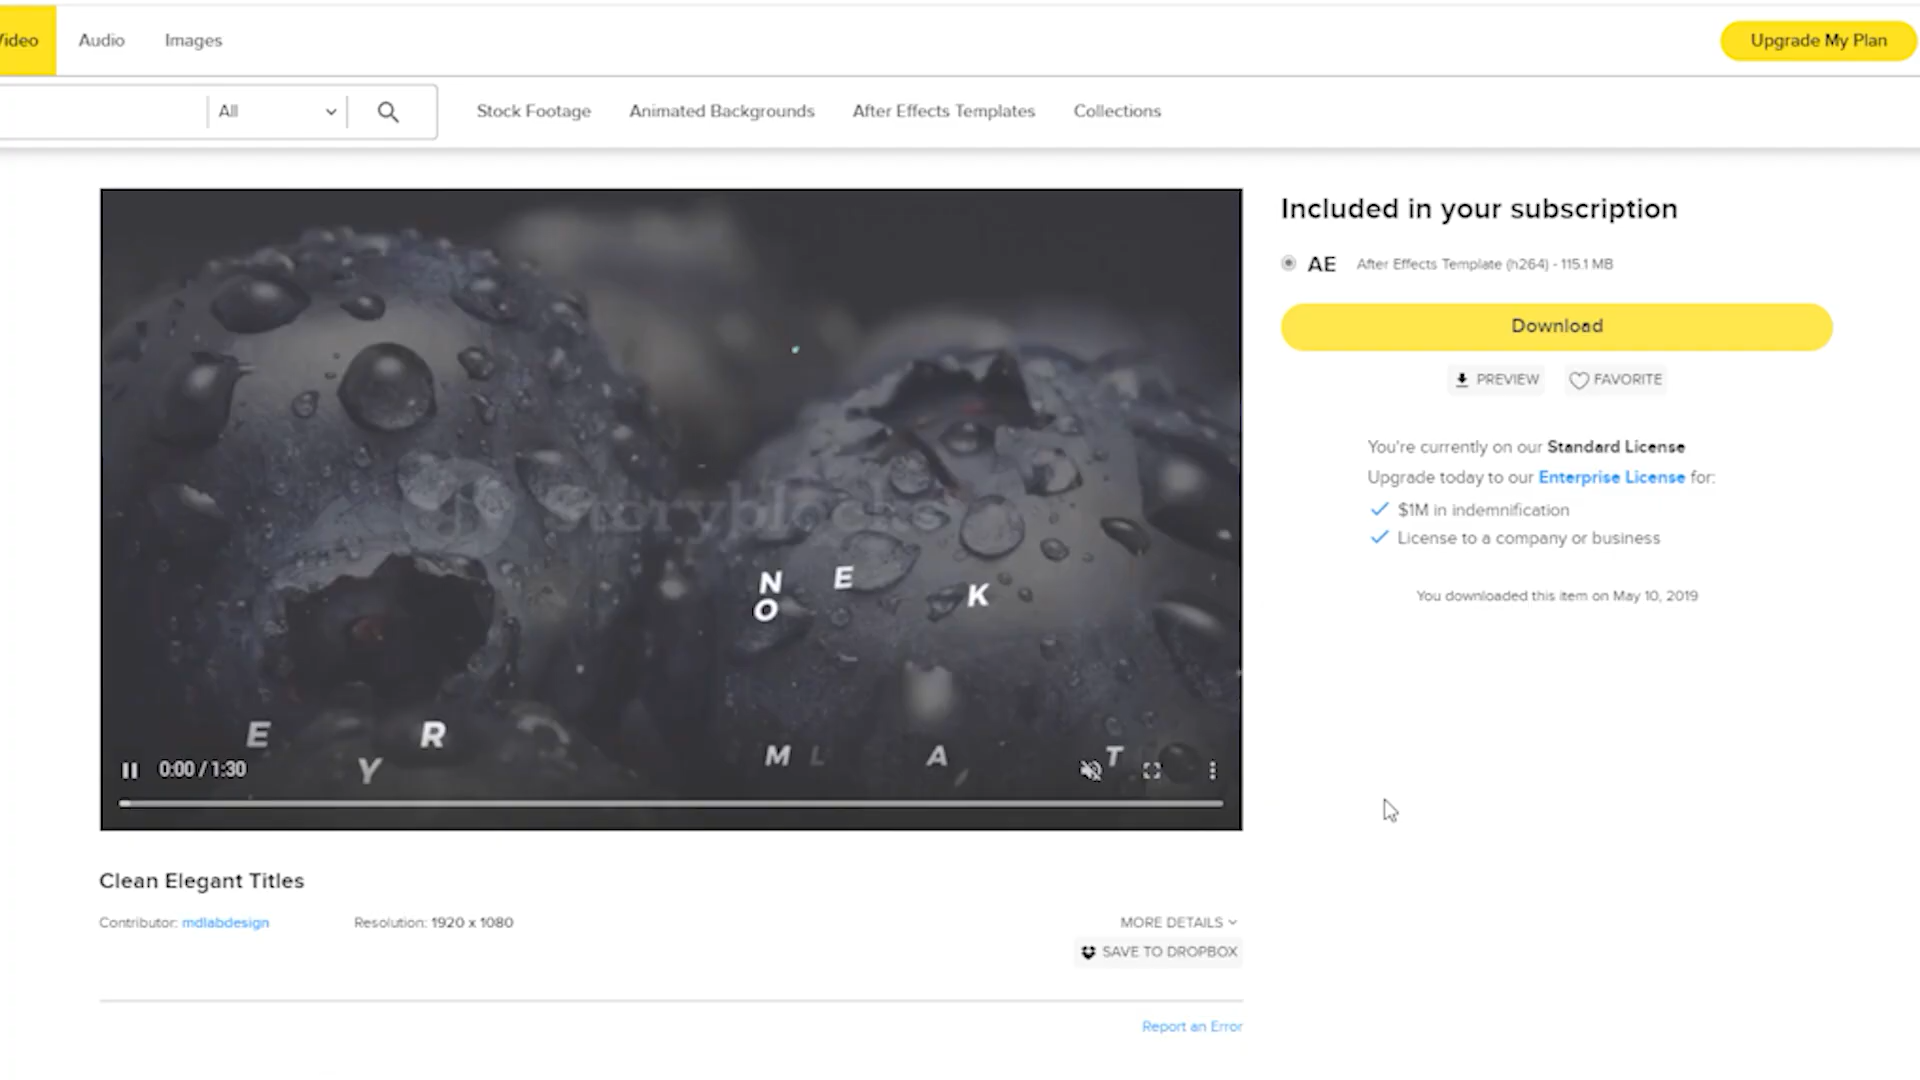 Video Audio Images Upgrade My Plan
All Stock Footage Animated Backgrounds After Effects Templates Collections
Included in your subscription
AE After Effects Template (h264) - 115.1 MB
Download
PREVIEW FAVORITE
You're currently on our Standard License
Upgrade today to our Enterprise License for:
$1M in indemnification
License to a company or business
You downloaded this item on May 10, 2019
Storyblocks
N E K
O
E R
Y M L A T
0:00 / 1:30
Clean Elegant Titles
Contributor: mdlabdesign Resolution: 1920 x 1080 MORE DETAILS
SAVE TO DROPBOX
Report an Error